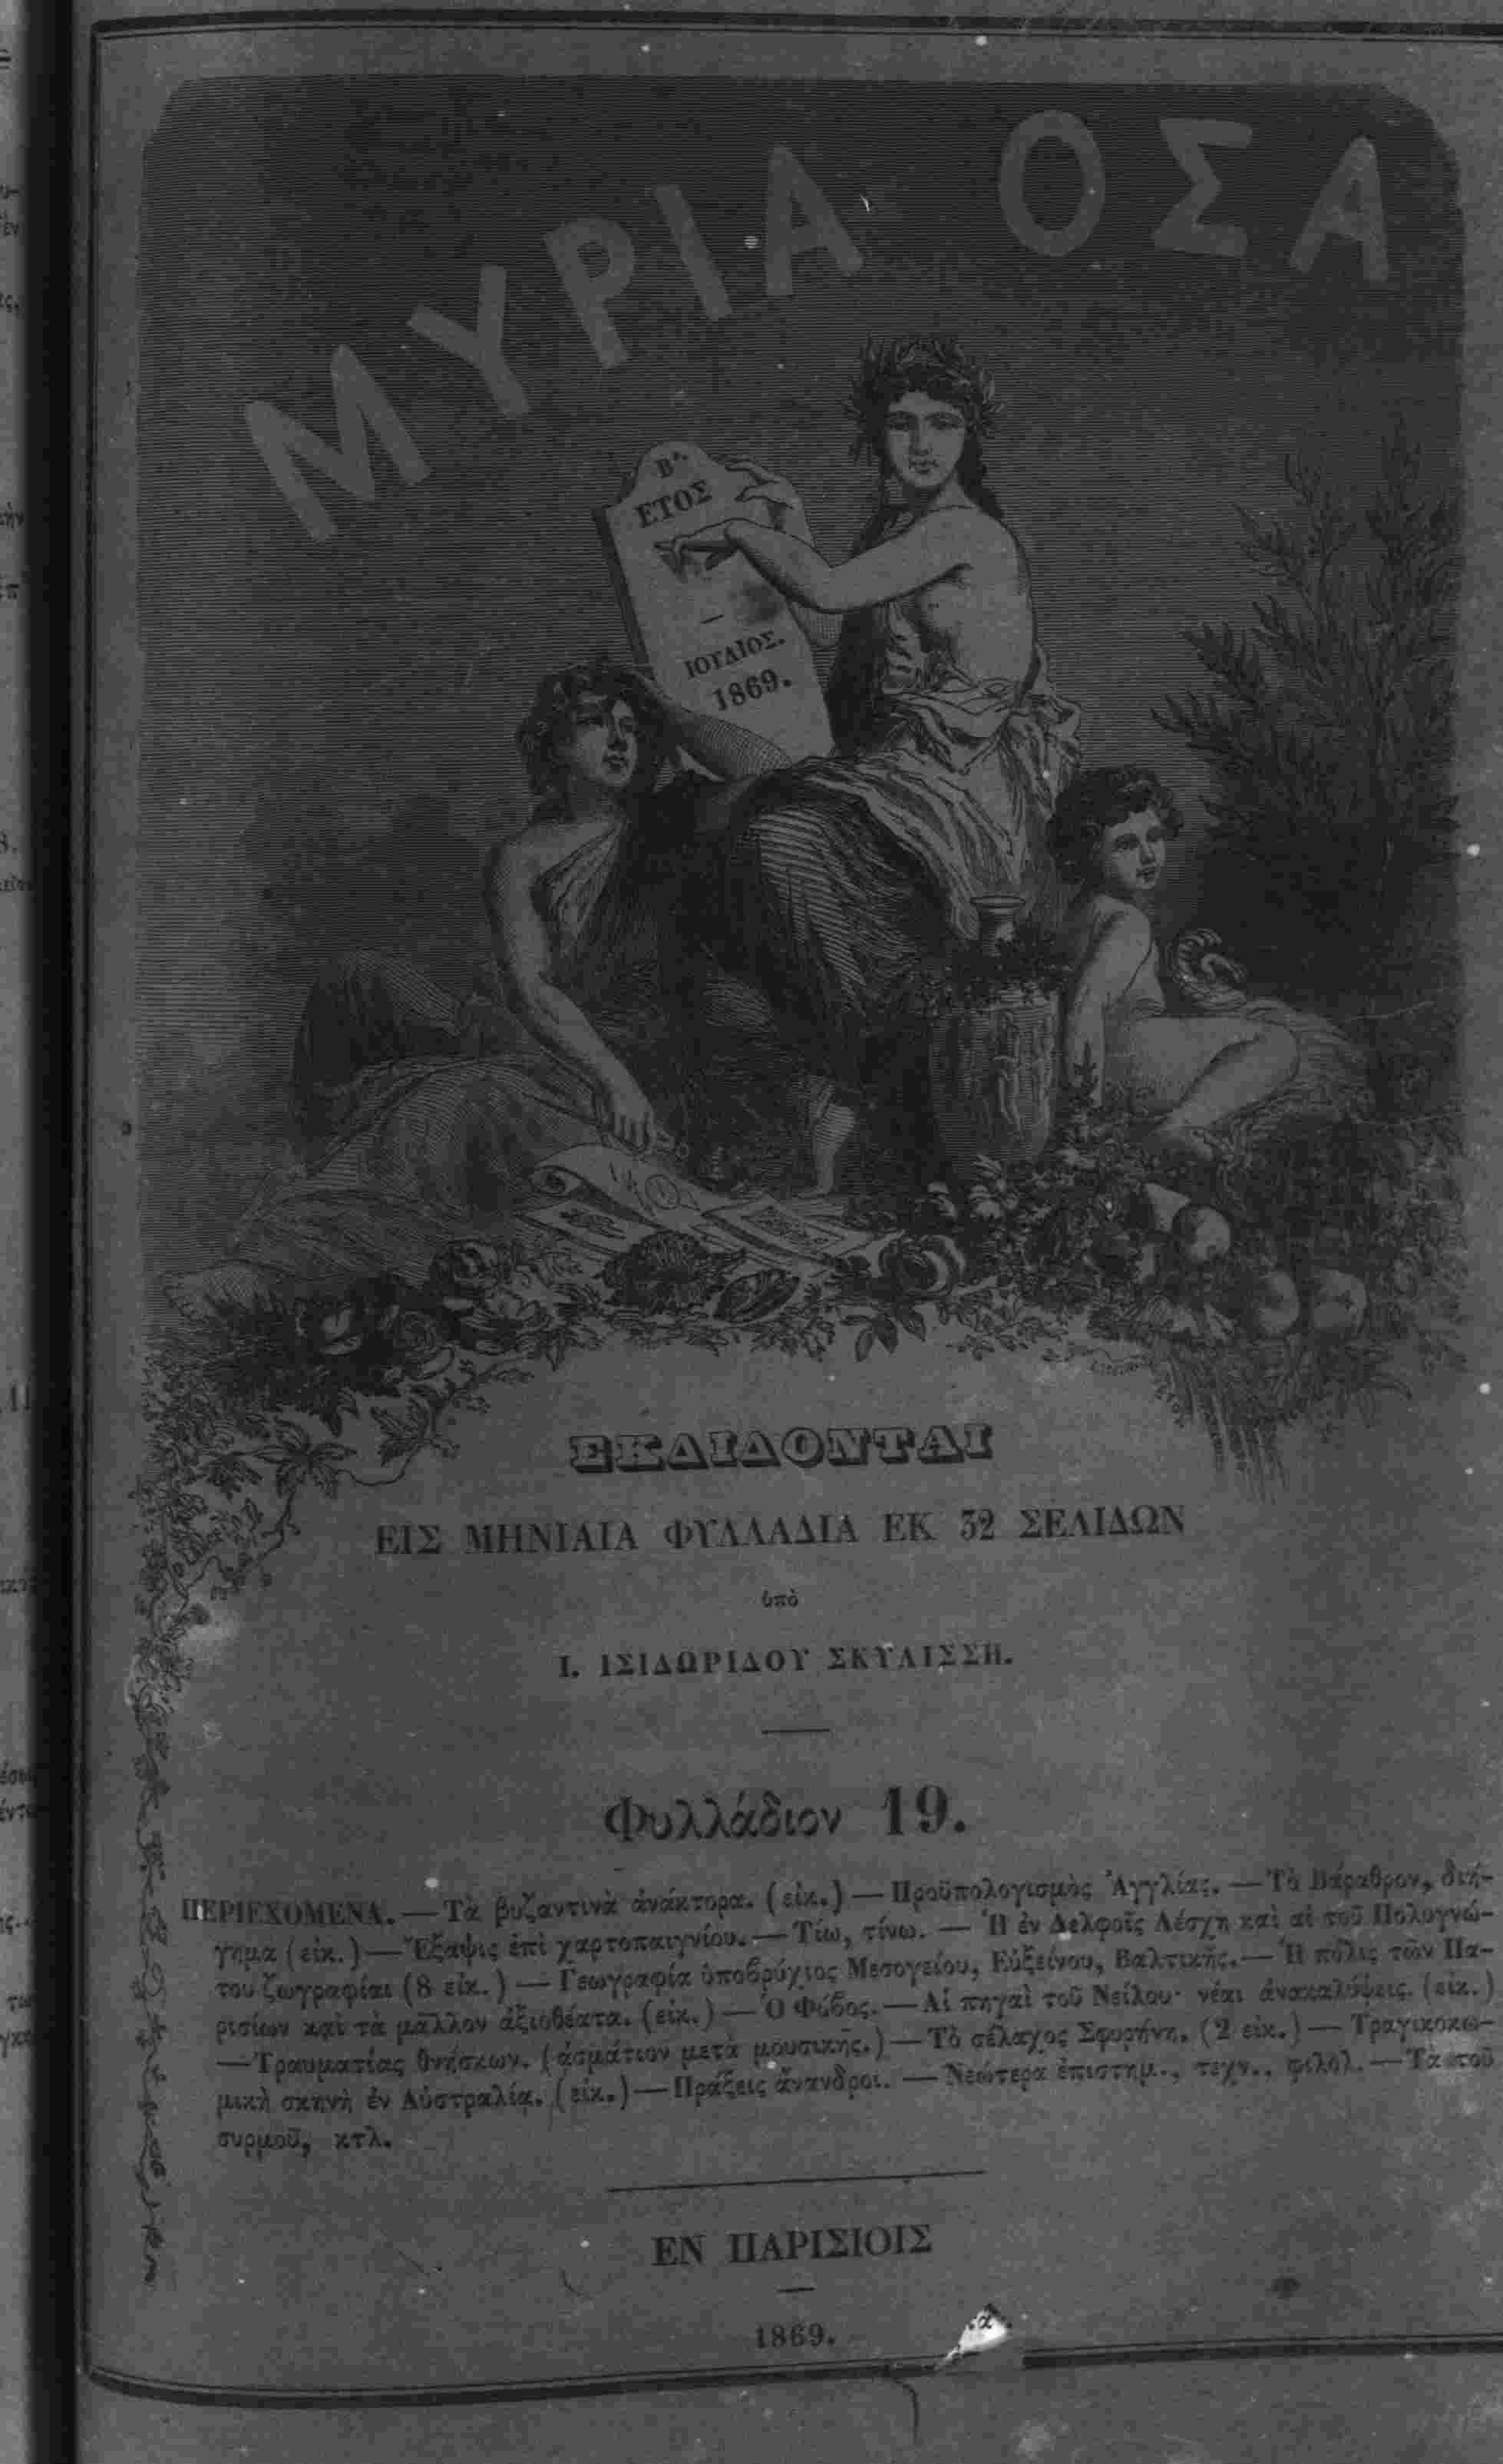 ΜΥΡΙΑ ΟΣΑ
Β'.
ΕΤΟΣ
—
ΙΟΥΛΙΟΣ.
1869.
ΕΚΔΙΔΟΝΤΑΙ
ΕΙΣ ΜΗΝΙΑΙΑ ΦΥΛΛΑΔΙΑ ΕΚ 32 ΣΕΛΙΔΩΝ
ὑπὸ
Ι. ΙΣΙΔΩΡΙΔΟΥ ΣΚΥΛΙΣΣΗ.
Φυλλάδιον 19.
ΠΕΡΙΕΧΟΜΕΝΑ. — Τὰ βυζαντινὰ ἀνάκτορα. (εἰκ.) — Προϋπολογισμὸς Ἀγγλίας. — Τὸ Βάραθρον, διή-
γημα (εἰκ.) — Ἔξαψις ἐπὶ χαρτοπαιγνίου. — Τίω, τίνω. — Ἡ ἐν Δελφοῖς Λέσχη καὶ αἱ τοῦ Πολυγνώ-
του ζωγραφίαι (8 εἰκ.) — Γεωγραφία ὑποβρύχιος Μεσογείου, Εὐξείνου, Βαλτικῆς. — Ἡ πόλις τῶν Πα-
ρισίων καὶ τὰ μᾶλλον ἀξιοθέατα. (εἰκ.) — Ὁ Φόβος. — Αἱ πηγαὶ τοῦ Νείλου· νέαι ἀνακαλύψεις. (εἰκ.)
— Τραυματίας θνήσκων. (ἀσμάτιον μετὰ μουσικῆς.) — Τὸ σέλαχος Σφυρήνη. (2 εἰκ.) — Τραγικοκω-
μικὴ σκηνὴ ἐν Αὐστραλίᾳ. (εἰκ.) — Πράξεις ἄνανδροι. — Νεώτερα ἐπιστημ., τεχν., φιλολ. — Τὰ τοῦ
συρμοῦ, κτλ.
ΕΝ ΠΑΡΙΣΙΟΙΣ
—
1869.